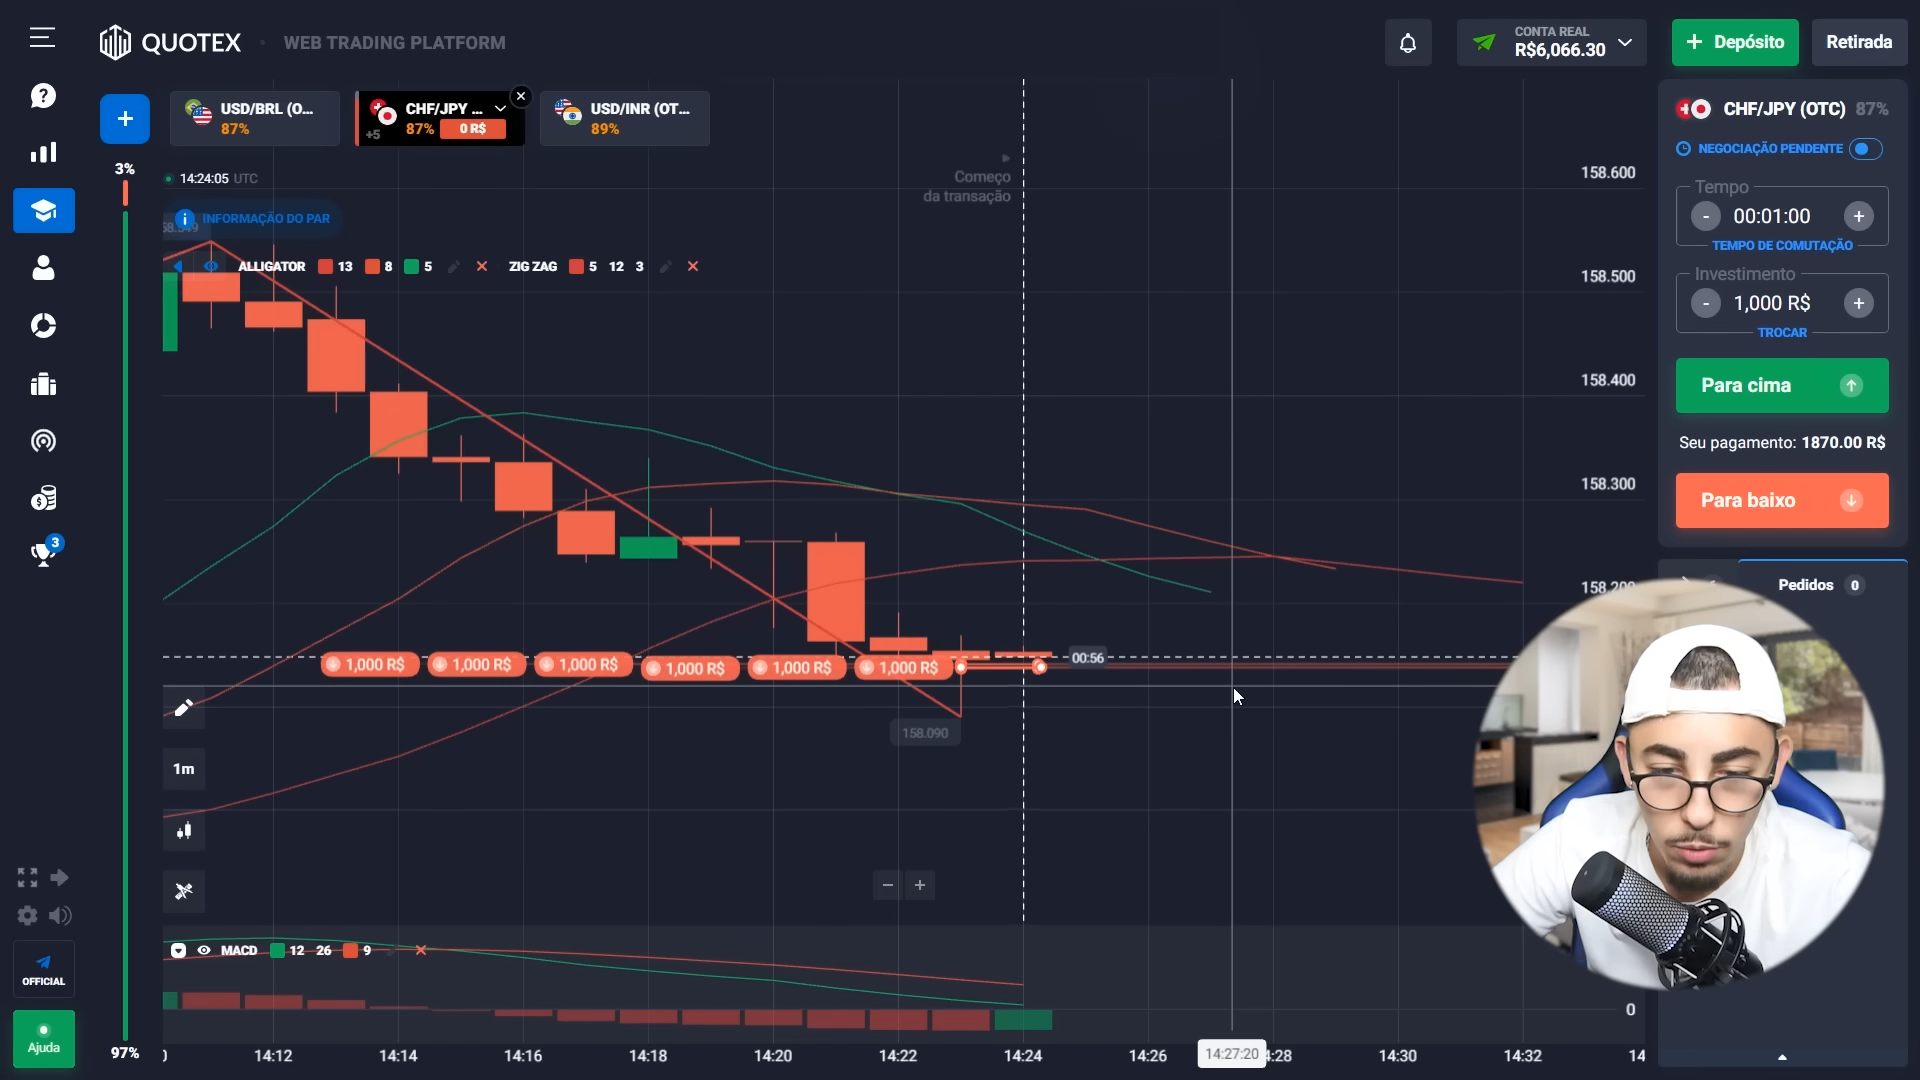 QUOTEX
WEB TRADING PLATFORM
CONTA REAL
R$6,066.30
+ Depósito
Retirada
+
USD/BRL (O...
87%
CHF/JPY ...
+5
87%
0 R$
USD/INR (OT...
89%
3%
14:24:05 UTC
INFORMAÇÃO DO PAR
ALLIGATOR 13 8 5
ZIG ZAG 5 12 3
Começo
da transação
158.600
158.500
158.400
158.300
158.200
CHF/JPY (OTC) 87%
NEGOCIAÇÃO PENDENTE
Tempo
- 00:01:00 +
TEMPO DE COMUTAÇÃO
Investimento
- 1,000 R$ +
TROCAR
Para cima
Seu pagamento: 1870.00 R$
Para baixo
Pedidos 0
3
1,000 R$
1,000 R$
1,000 R$
1,000 R$
1,000 R$
1,000 R$
00:56
158.090
1m
− +
OFFICIAL
Ajuda
97%
MACD 12 26 9
0
14:12
14:14
14:16
14:18
14:20
14:22
14:24
14:26
14:27:20
14:30
14:32